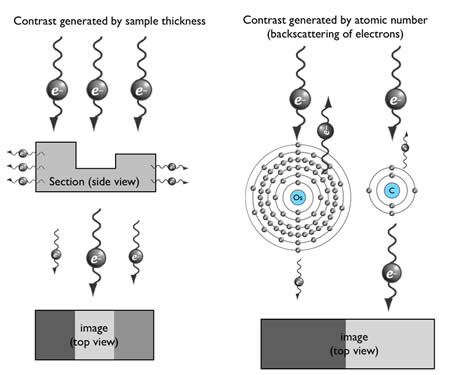 Contrast generated by sample thickness
Contrast generated by atomic number
(backscattering of electrons)
e-
e-
e-
e-
e-
e-
Section (side view)
Os
C
e-
e-
image
(top view)
image
(top view)